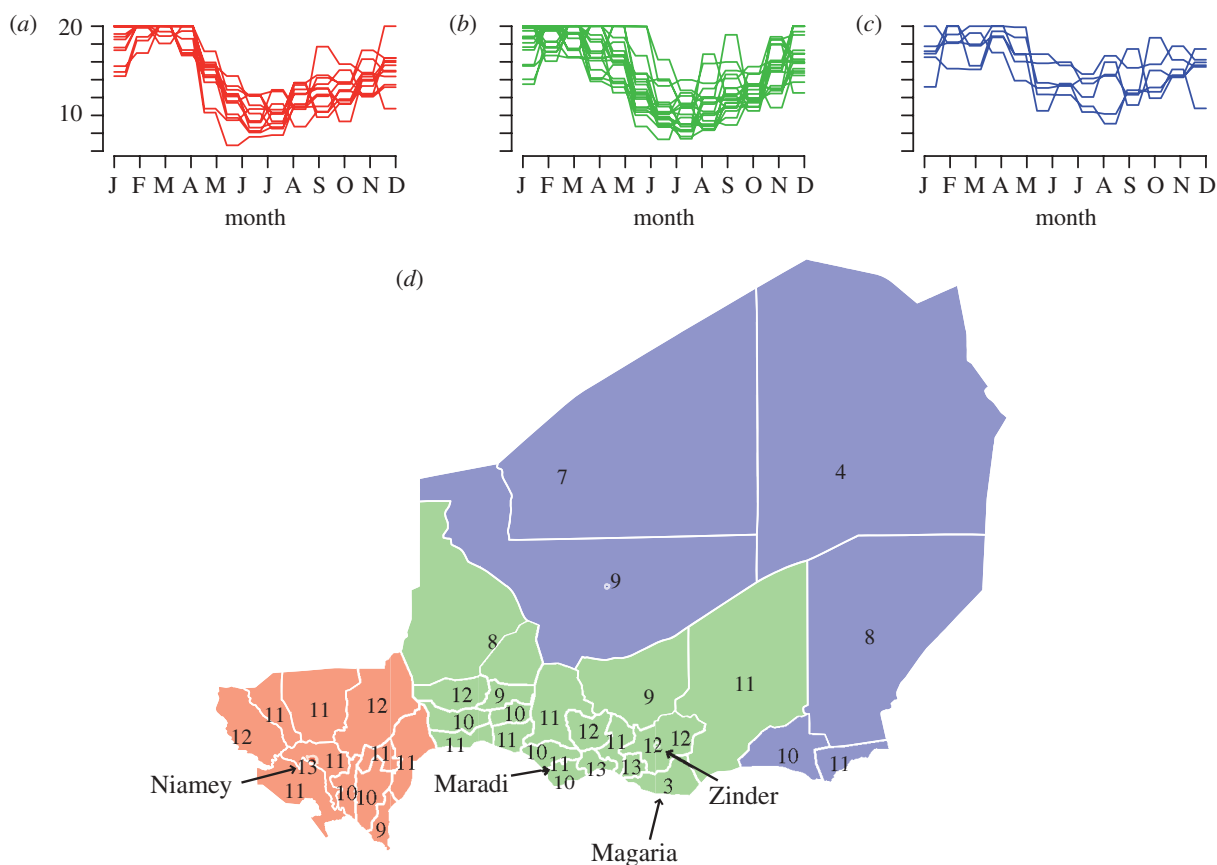 (a) (b) (c)
20
10
J F M A M J J A S O N D
J F M A M J J A S O N D
J F M A M J J A S O N D
month month month
(d)
7 4
9
8 8
11
12 9 9
11 11 12
12 10 10 11
12 11 12 12
11 11 10
11 13 11 11 10 11 13 13 10 11
Niamey Maradi Zinder
11 10 10 10 3
9
Magaria